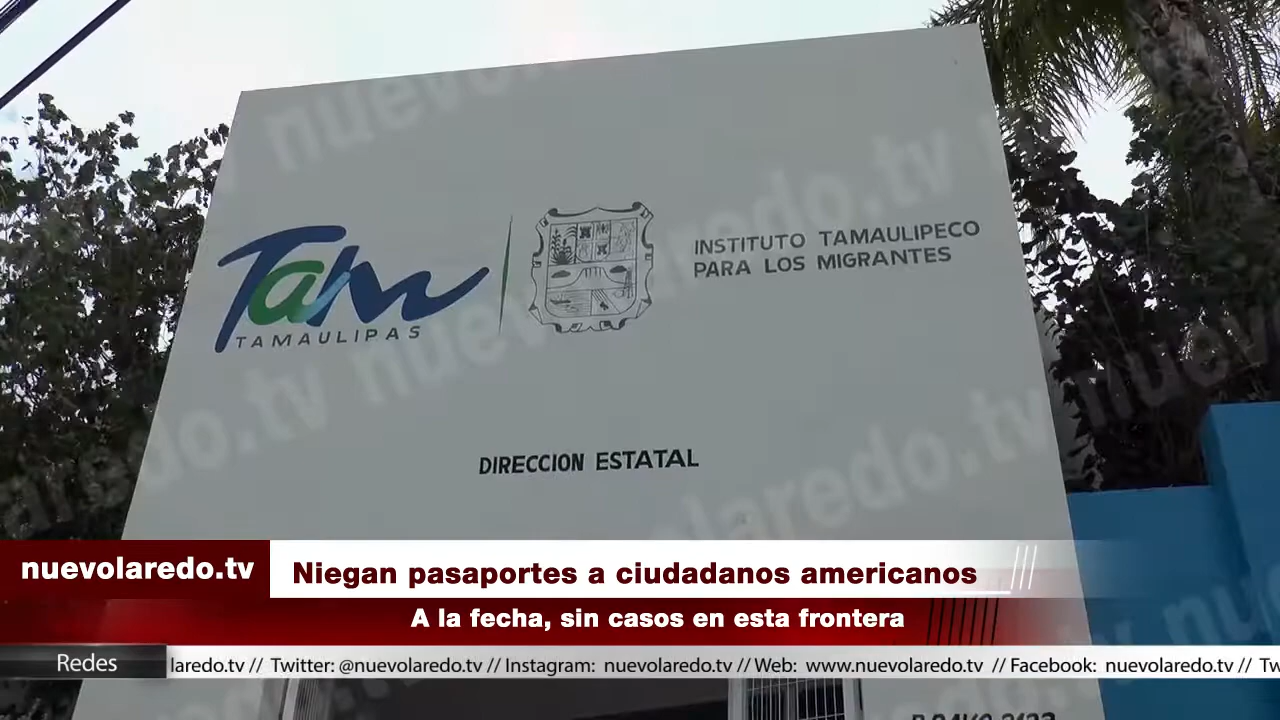 Tam
TAMAULIPAS
INSTITUTO TAMAULIPECO
PARA LOS MIGRANTES
DIRECCION ESTATAL
nuevolaredo.tv
Niegan pasaportes a ciudadanos americanos
A la fecha, sin casos en esta frontera
Redes
laredo.tv // Twitter: @nuevolaredo.tv // Instagram: nuevolaredo.tv // Web: www.nuevolaredo.tv // Facebook: nuevolaredo.tv // Tw